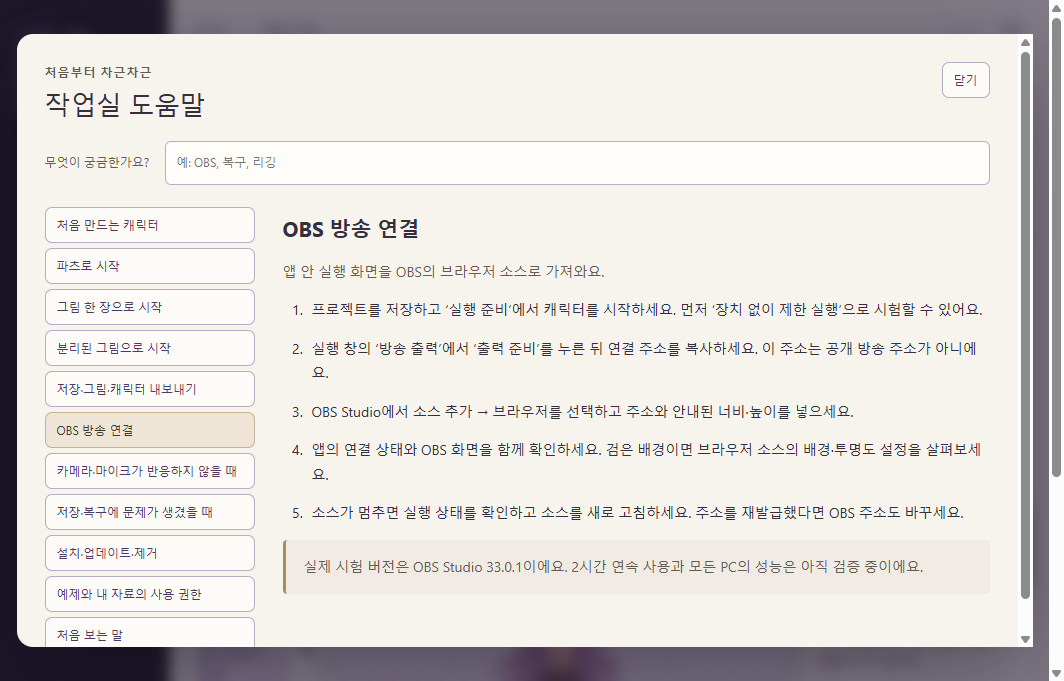 처음부터 차근차근
작업실 도움말
닫기
무엇이 궁금한가요?
예: OBS, 복구, 리깅
처음 만드는 캐릭터
파츠로 시작
그림 한 장으로 시작
분리된 그림으로 시작
저장·그림·캐릭터 내보내기
OBS 방송 연결
카메라·마이크가 반응하지 않을 때
저장·복구에 문제가 생겼을 때
설치·업데이트·제거
예제와 내 자료의 사용 권한
처음 보는 말
OBS 방송 연결
앱 안 실행 화면을 OBS의 브라우저 소스로 가져와요.
1. 프로젝트를 저장하고 ‘실행 준비’에서 캐릭터를 시작하세요. 먼저 ‘장치 없이 제한 실행’으로 시험할 수 있어요.
2. 실행 창의 ‘방송 출력’에서 ‘출력 준비’를 누른 뒤 연결 주소를 복사하세요. 이 주소는 공개 방송 주소가 아니에
요.
3. OBS Studio에서 소스 추가 → 브라우저를 선택하고 주소와 안내된 너비·높이를 넣으세요.
4. 앱의 연결 상태와 OBS 화면을 함께 확인하세요. 검은 배경이면 브라우저 소스의 배경·투명도 설정을 살펴보세
요.
5. 소스가 멈추면 실행 상태를 확인하고 소스를 새로 고침하세요. 주소를 재발급했다면 OBS 주소도 바꾸세요.
실제 시험 버전은 OBS Studio 33.0.1이에요. 2시간 연속 사용과 모든 PC의 성능은 아직 검증 중이에요.